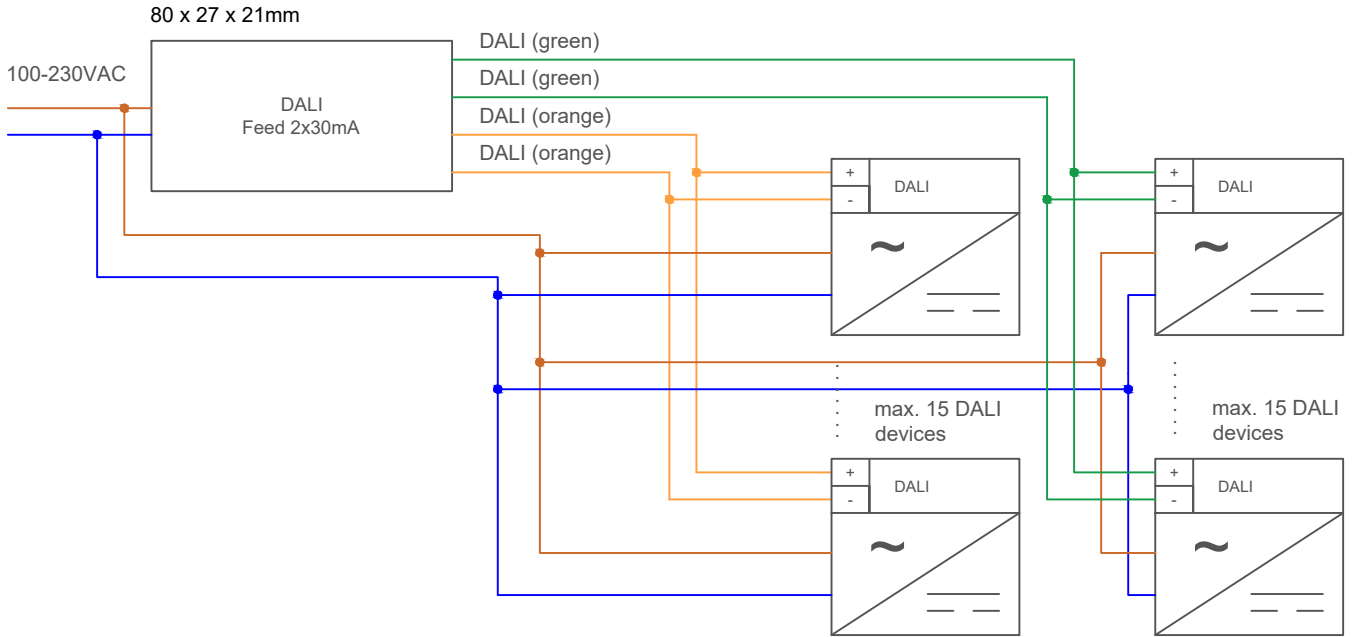 80 x 27 x 21mm
100-230VAC
DALI
Feed 2x30mA
DALI (green)
DALI (green)
DALI (orange)
DALI (orange)
+
-
DALI
~
+
-
DALI
~
max. 15 DALI
devices
max. 15 DALI
devices
+
-
DALI
~
+
-
DALI
~